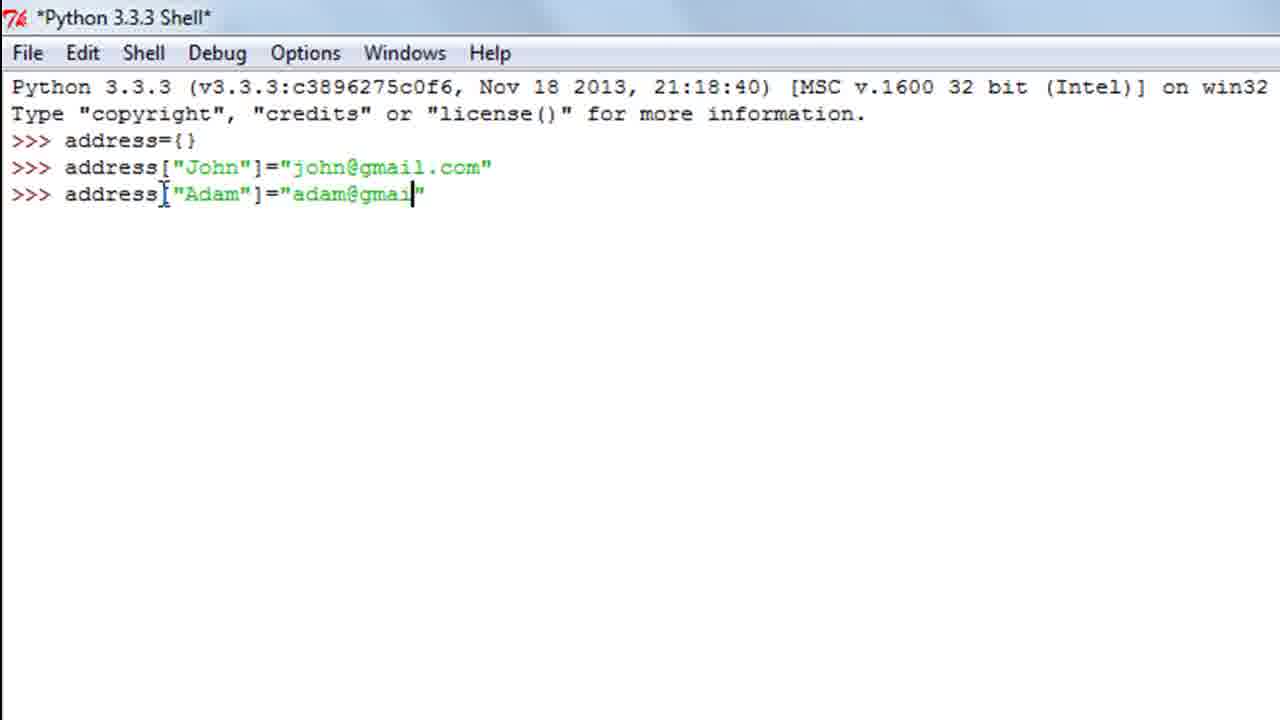 *Python 3.3.3 Shell*
File Edit Shell Debug Options Windows Help
Python 3.3.3 (v3.3.3:c3896275c0f6, Nov 18 2013, 21:18:40) [MSC v.1600 32 bit (Intel)] on win32
Type "copyright", "credits" or "license()" for more information.
>>> address={}
>>> address["John"]="john@gmail.com"
>>> address["Adam"]="adam@gmai"